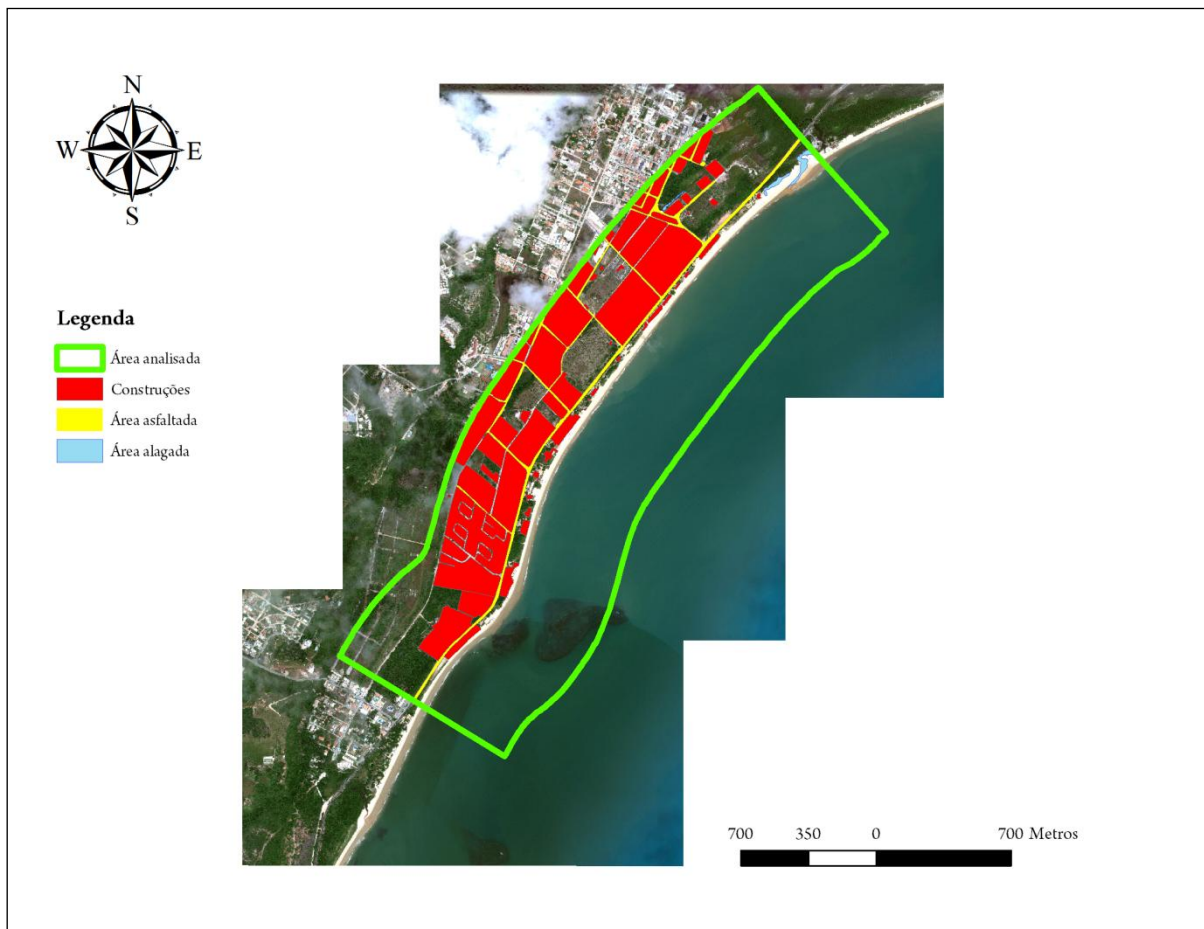 N
W E
S
Legenda
Área analisada
Construções
Área asfaltada
Área alagada
700 350 0 700 Metros